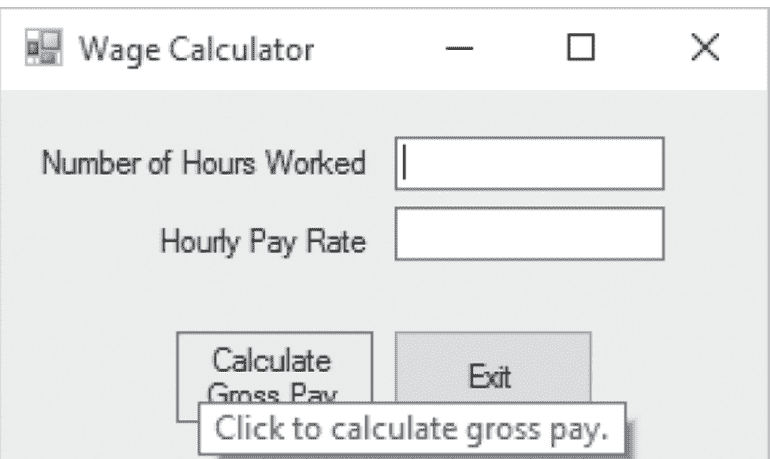 Wage Calculator
Number of Hours Worked
Hourly Pay Rate
Calculate
Gross Pay
Exit
Click to calculate gross pay.